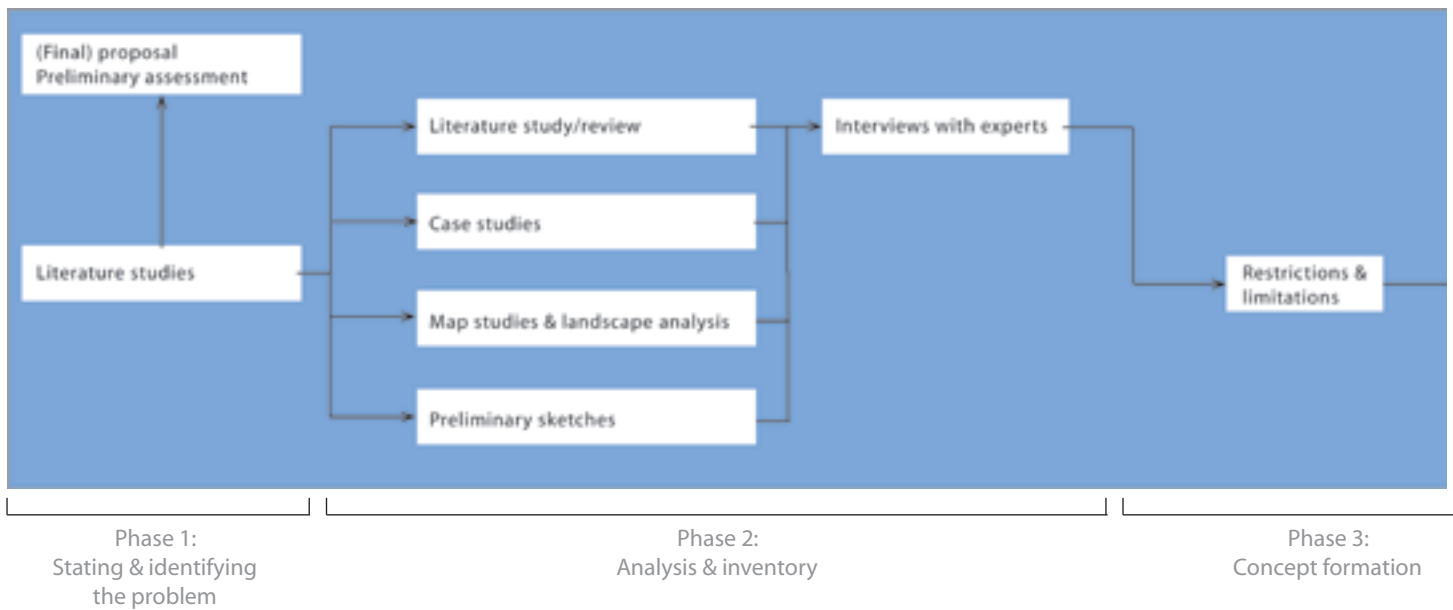 (Final) proposal
Preliminary assessment
Literature studies
Literature study/review
Case studies
Map studies & landscape analysis
Preliminary sketches
Interviews with experts
Restrictions &
limitations
Phase 1:
Stating & identifying
the problem
Phase 2:
Analysis & inventory
Phase 3:
Concept formation